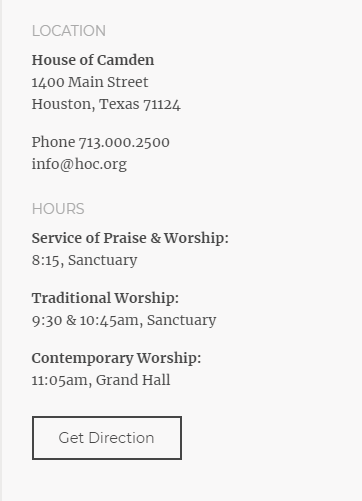 LOCATION
House of Camden
1400 Main Street
Houston, Texas 71124
Phone 713.000.2500
info@hoc.org
HOURS
Service of Praise & Worship:
8:15, Sanctuary
Traditional Worship:
9:30 & 10:45am, Sanctuary
Contemporary Worship:
11:05am, Grand Hall
Get Direction